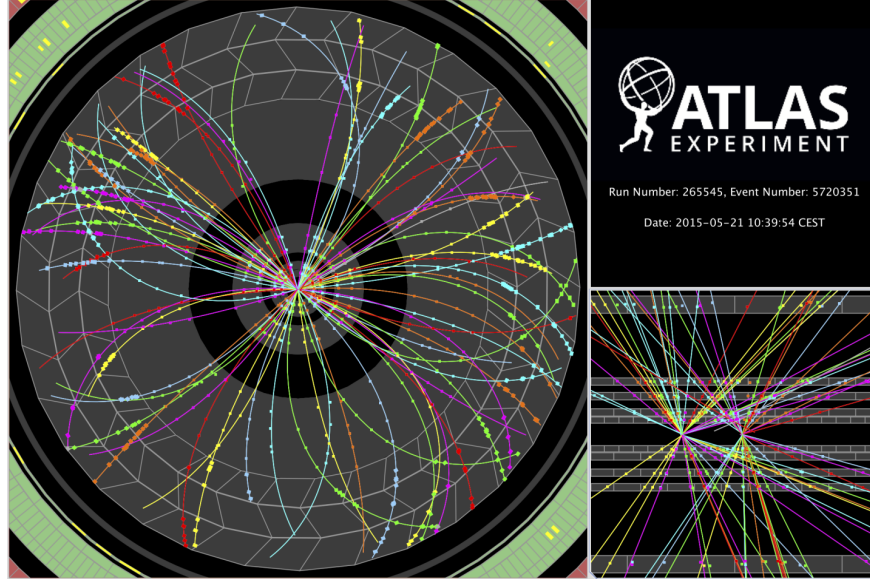 ATLAS
EXPERIMENT
Run Number: 265545, Event Number: 5720351
Date: 2015-05-21 10:39:54 CEST